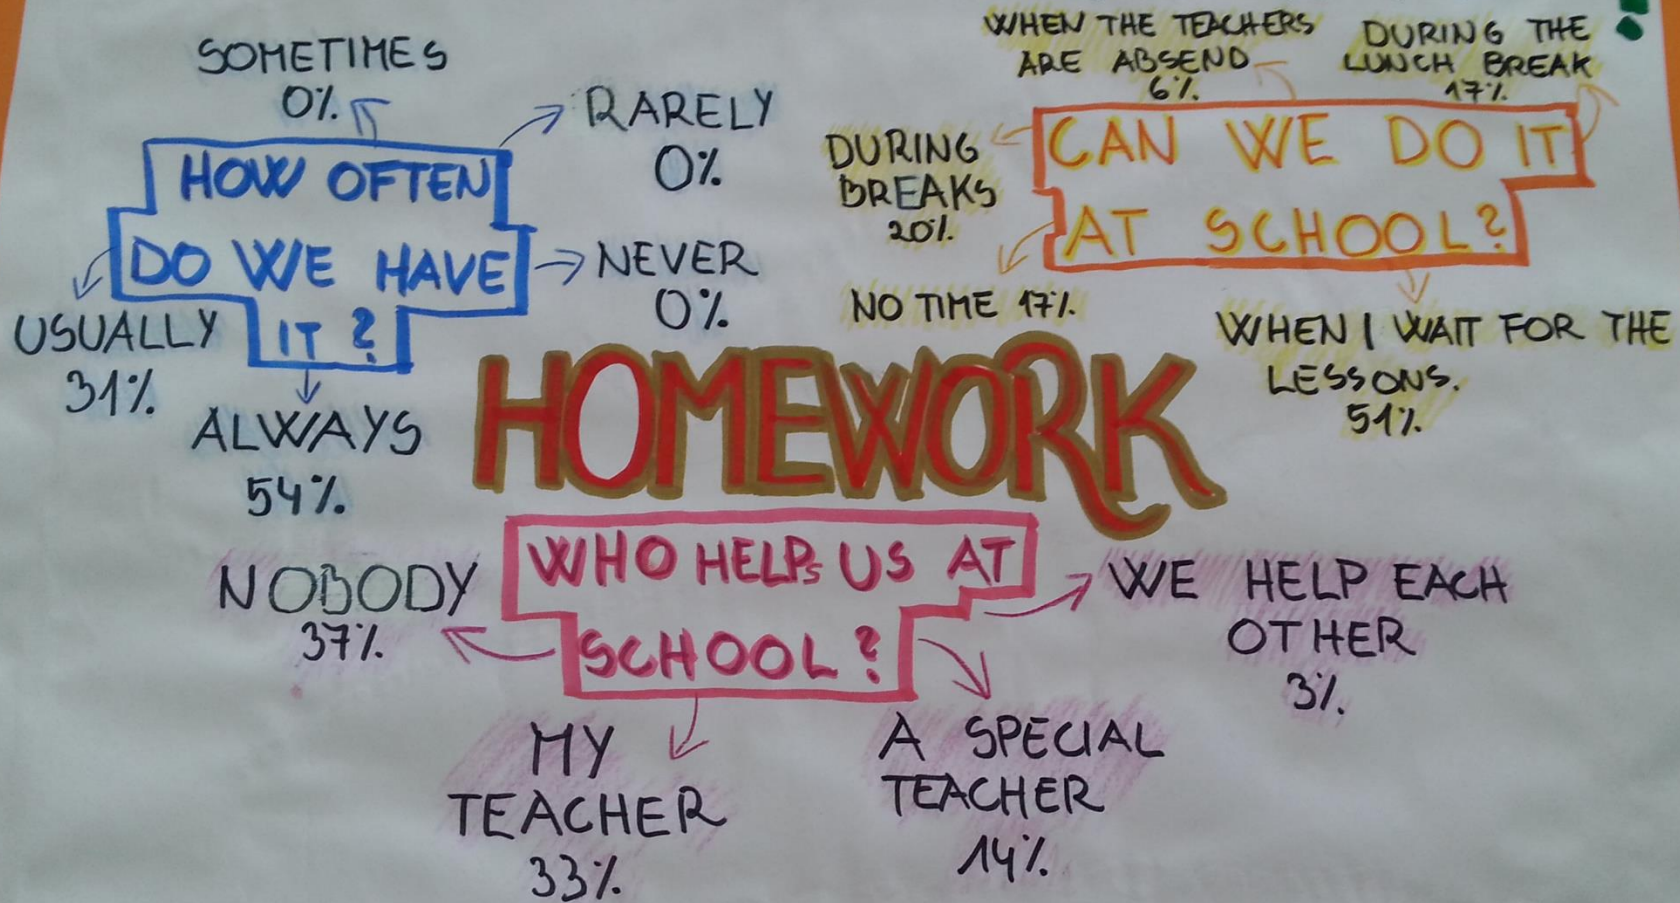 SOMETIMES
0%
RARELY
0%
HOW OFTEN
DO WE HAVE
IT?
NEVER
0%
USUALLY
31%
ALWAYS
54%
WHEN THE TEACHERS
ARE ABSEND
6%
DURING THE
LUNCH BREAK
17%
CAN WE DO IT
AT SCHOOL?
DURING
BREAKS
20%
NO TIME 17%
WHEN I WAIT FOR THE
LESSONS.
51%
HOMEWORK
WHO HELPS US AT
SCHOOL?
NOBODY
37%
WE HELP EACH
OTHER
3%
MY
TEACHER
33%
A SPECIAL
TEACHER
14%